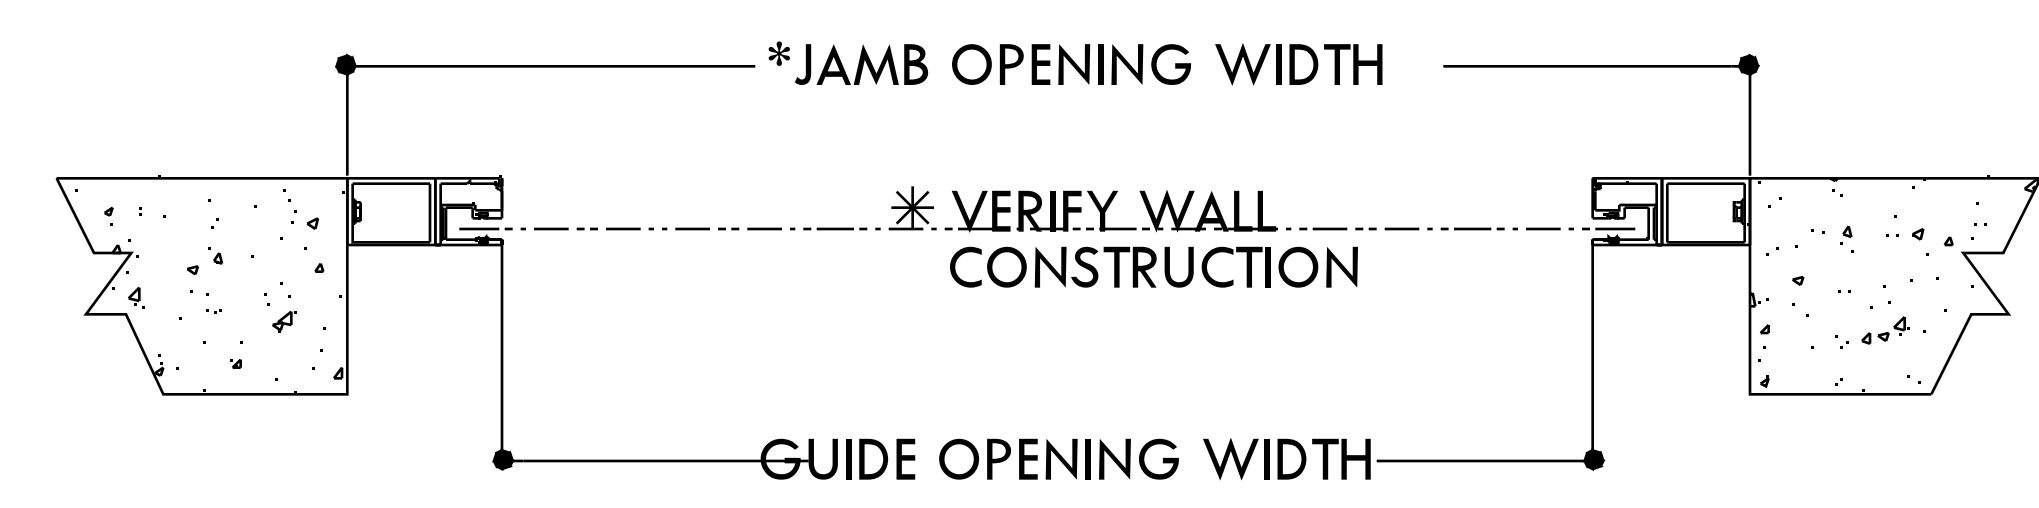 *JAMB OPENING WIDTH
* VERIFY WALL
CONSTRUCTION
GUIDE OPENING WIDTH